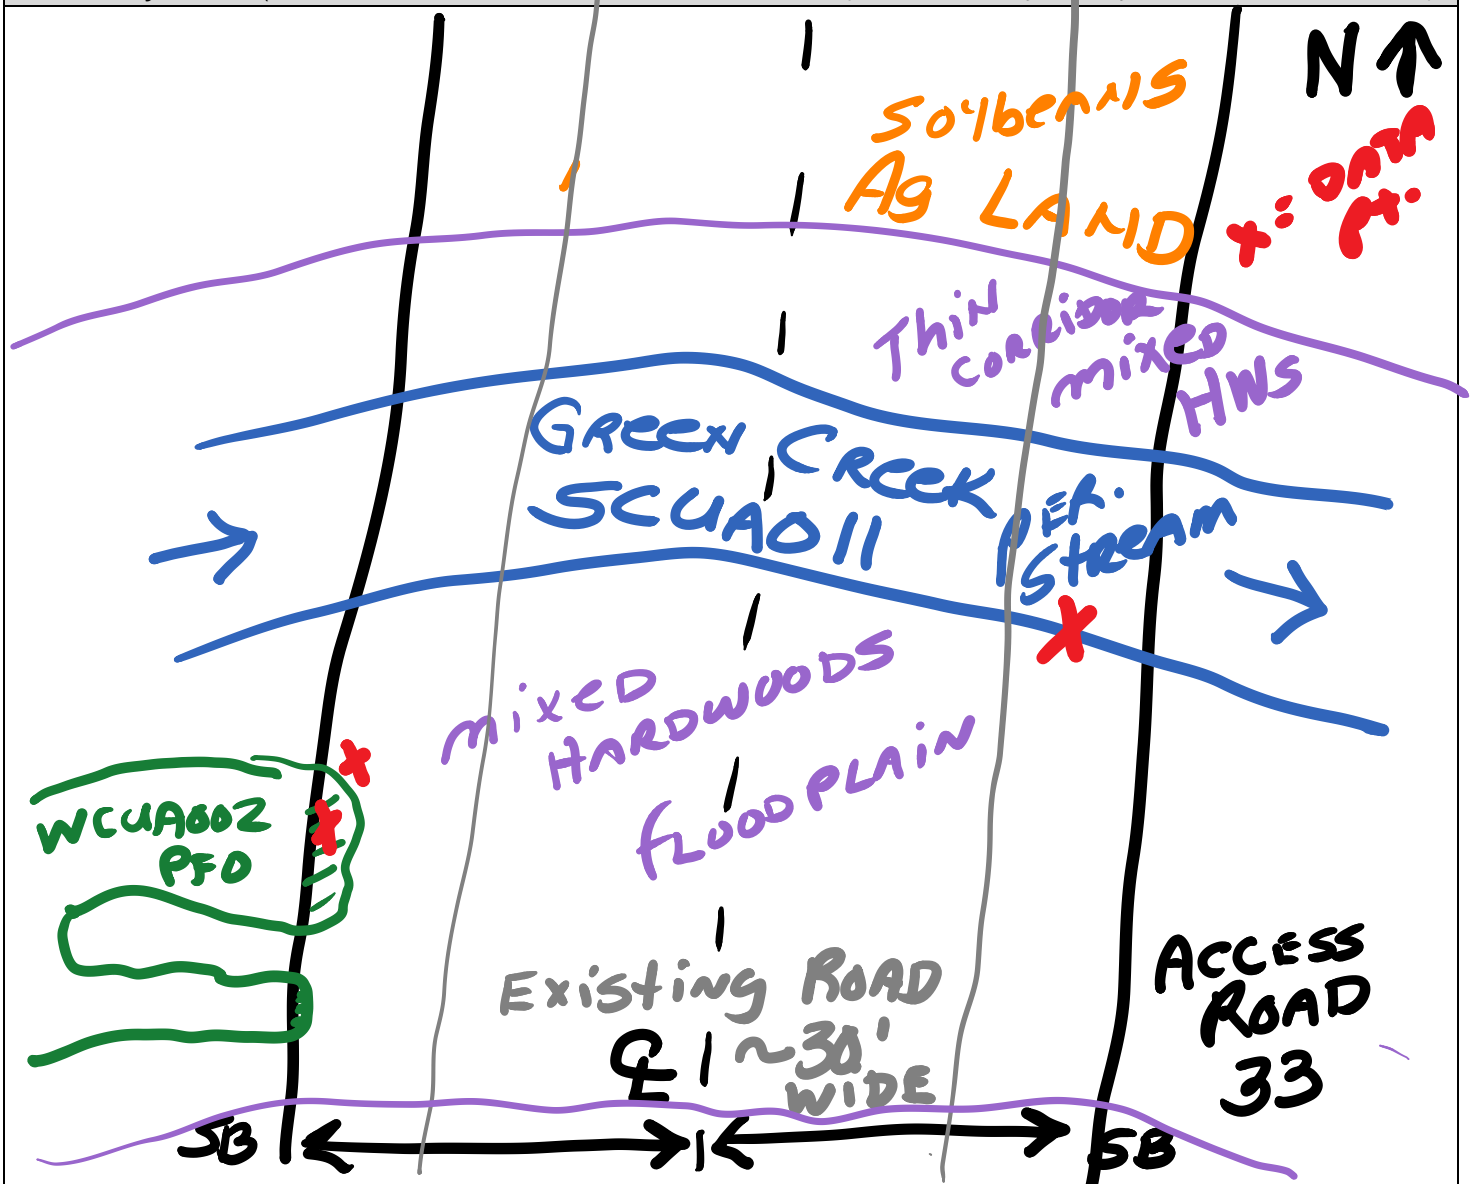 N
Soybeans
Ag LAND
x = DATA
Pt.
Thin
corridor
mixed
HWS
GREEN CREEK
SCUA011
PER.
Stream
mixed
HARDWOODS
FLOODPLAIN
WCUA002
PFO
Existing ROAD
~30'
WIDE
℄
ACCESS
ROAD
33
SB
SB